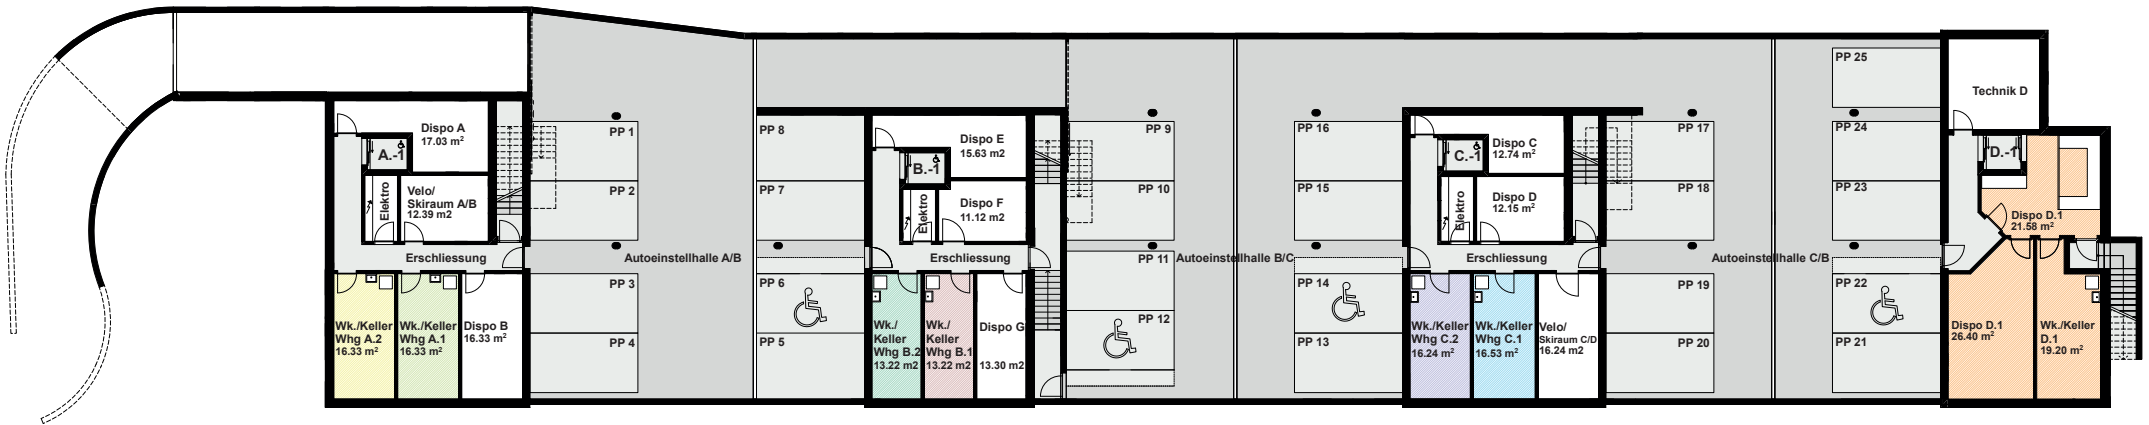 Dispo A
17.03 m²
A.-1
Elektro
Velo/
Skiraum A/B
12.39 m2
Erschliessung
Wk./Keller
Whg A.2
16.33 m²
Wk./Keller
Whg A.1
16.33 m²
Dispo B
16.33 m²
PP 1
PP 2
Autoeinstellhalle A/B
PP 3
PP 4
PP 8
PP 7
PP 6
PP 5
Dispo E
15.63 m2
B.-1
Elektro
Dispo F
11.12 m2
Erschliessung
Wk./
Keller
Whg B.2
13.22 m2
Wk./
Keller
Whg B.1
13.22 m2
Dispo G
13.30 m2
PP 9
PP 10
PP 11
PP 12
Autoeinstellhalle B/C
PP 16
PP 15
PP 14
PP 13
Dispo C
12.74 m²
C.-1
Elektro
Dispo D
12.15 m²
Erschliessung
Wk./Keller
Whg C.2
16.24 m²
Wk./Keller
Whg C.1
16.53 m²
Velo/
Skiraum C/D
16.24 m2
PP 17
PP 18
Autoeinstellhalle C/B
PP 19
PP 20
PP 25
PP 24
PP 23
PP 22
PP 21
Technik D
D.-1
Dispo D.1
21.58 m²
Dispo D.1
26.40 m²
Wk./Keller
D.1
19.20 m²